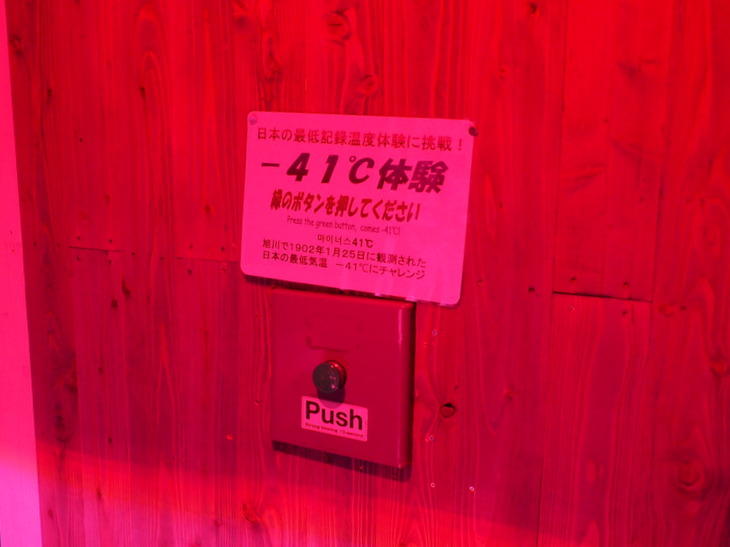 日本の最低記録温度体験に挑戦！
－４１℃体験
緑のボタンを押してください
Press the green button, comes -41℃!
마이너스41℃
旭川で1902年1月25日に観測された
日本の最低気温　－41℃にチャレンジ
Push